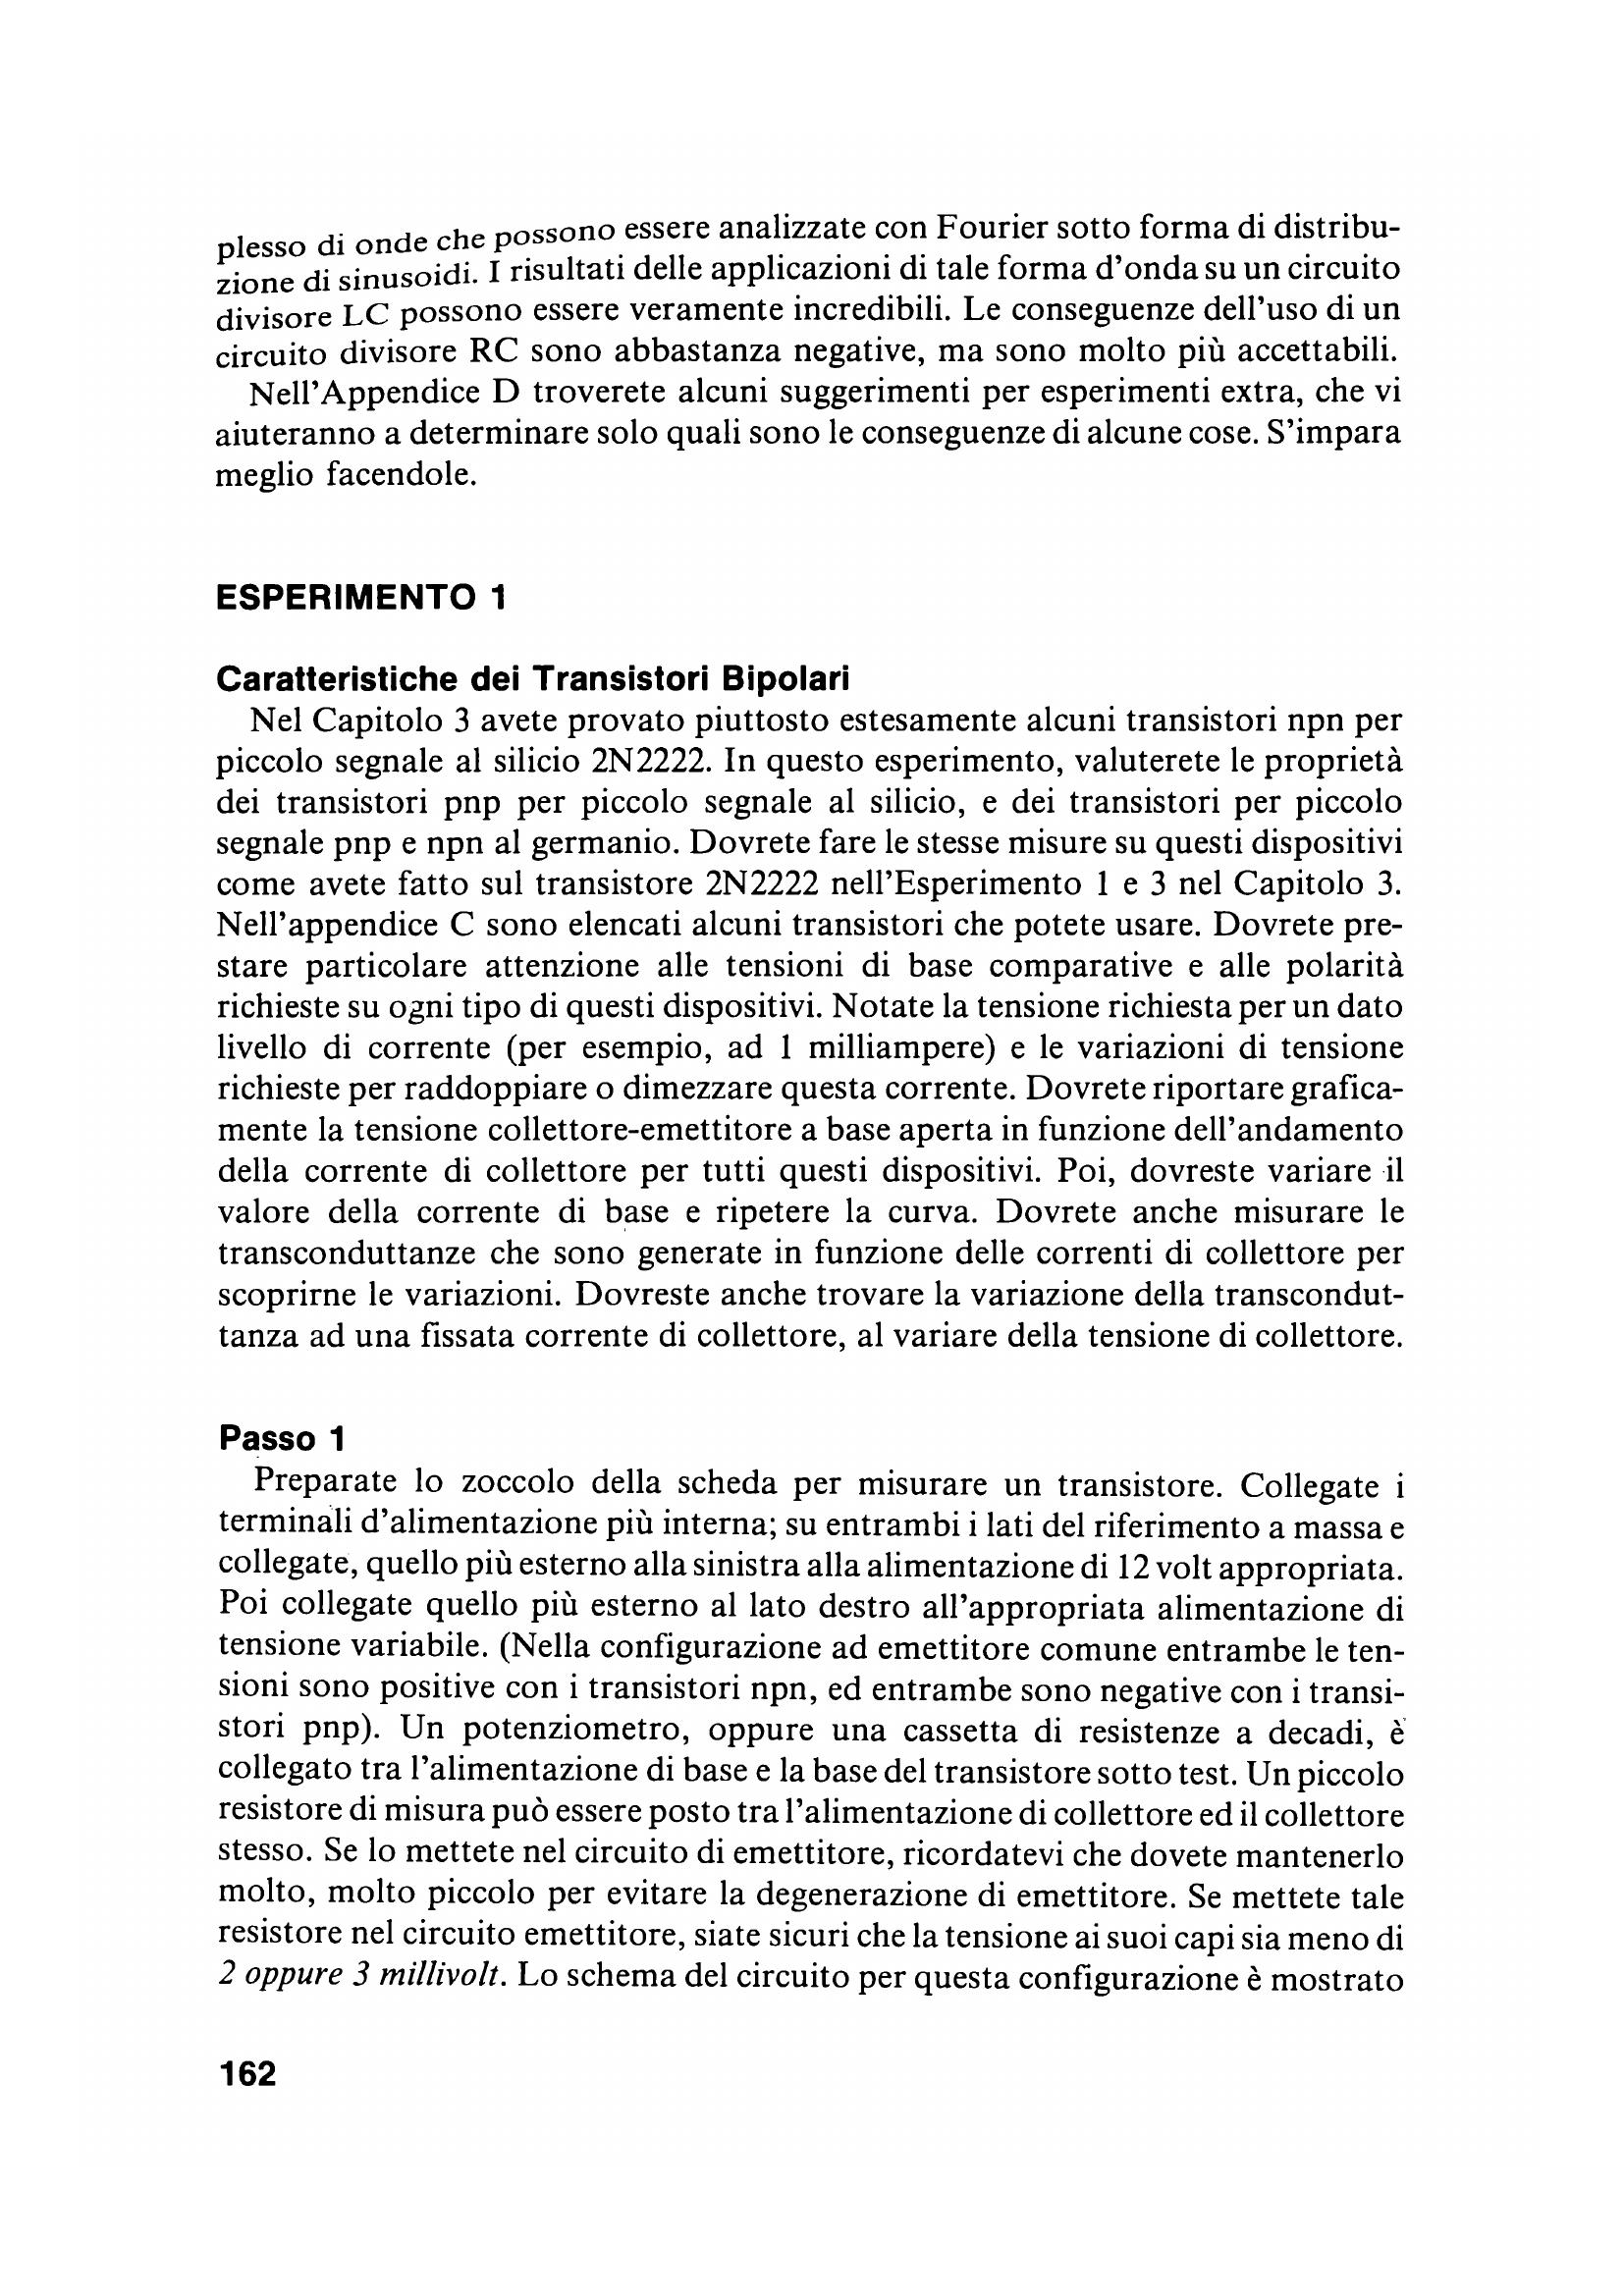 plesso di onde che possono essere analizzate con Fourier sotto forma di distribu-
zione di sinusoidi. I risultati delle applicazioni di tale forma d'onda su un circuito
divisore LC possono essere veramente incredibili. Le conseguenze dell'uso di un
circuito divisore RC sono abbastanza negative, ma sono molto più accettabili.
Nell'Appendice D troverete alcuni suggerimenti per esperimenti extra, che vi
aiuteranno a determinare solo quali sono le conseguenze di alcune cose. S'impara
meglio facendole.
ESPERIMENTO 1
Caratteristiche dei Transistori Bipolari
Nel Capitolo 3 avete provato piuttosto estesamente alcuni transistori npn per
piccolo segnale al silicio 2N2222. In questo esperimento, valuterete le proprietà
dei transistori pnp per piccolo segnale al silicio, e dei transistori per piccolo
segnale pnp e npn al germanio. Dovrete fare le stesse misure su questi dispositivi
come avete fatto sul transistore 2N2222 nell'Esperimento 1 e 3 nel Capitolo 3.
Nell'appendice C sono elencati alcuni transistori che potete usare. Dovrete pre-
stare particolare attenzione alle tensioni di base comparative e alle polarità
richieste su ogni tipo di questi dispositivi. Notate la tensione richiesta per un dato
livello di corrente (per esempio, ad 1 milliampere) e le variazioni di tensione
richieste per raddoppiare o dimezzare questa corrente. Dovrete riportare grafica-
mente la tensione collettore-emettitore a base aperta in funzione dell'andamento
della corrente di collettore per tutti questi dispositivi. Poi, dovreste variare il
valore della corrente di base e ripetere la curva. Dovrete anche misurare le
transconduttanze che sono generate in funzione delle correnti di collettore per
scoprirne le variazioni. Dovreste anche trovare la variazione della transcondut-
tanza ad una fissata corrente di collettore, al variare della tensione di collettore.
Passo 1
Preparate lo zoccolo della scheda per misurare un transistore. Collegate i
terminali d'alimentazione più interna; su entrambi i lati del riferimento a massa e
collegate, quello più esterno alla sinistra alla alimentazione di 12 volt appropriata.
Poi collegate quello più esterno al lato destro all'appropriata alimentazione di
tensione variabile. (Nella configurazione ad emettitore comune entrambe le ten-
sioni sono positive con i transistori npn, ed entrambe sono negative con i transi-
stori pnp). Un potenziometro, oppure una cassetta di resistenze a decadi, è
collegato tra l'alimentazione di base e la base del transistore sotto test. Un piccolo
resistore di misura può essere posto tra l'alimentazione di collettore ed il collettore
stesso. Se lo mettete nel circuito di emettitore, ricordatevi che dovete mantenerlo
molto, molto piccolo per evitare la degenerazione di emettitore. Se mettete tale
resistore nel circuito emettitore, siate sicuri che la tensione ai suoi capi sia meno di
2 oppure 3 millivolt. Lo schema del circuito per questa configurazione è mostrato
162